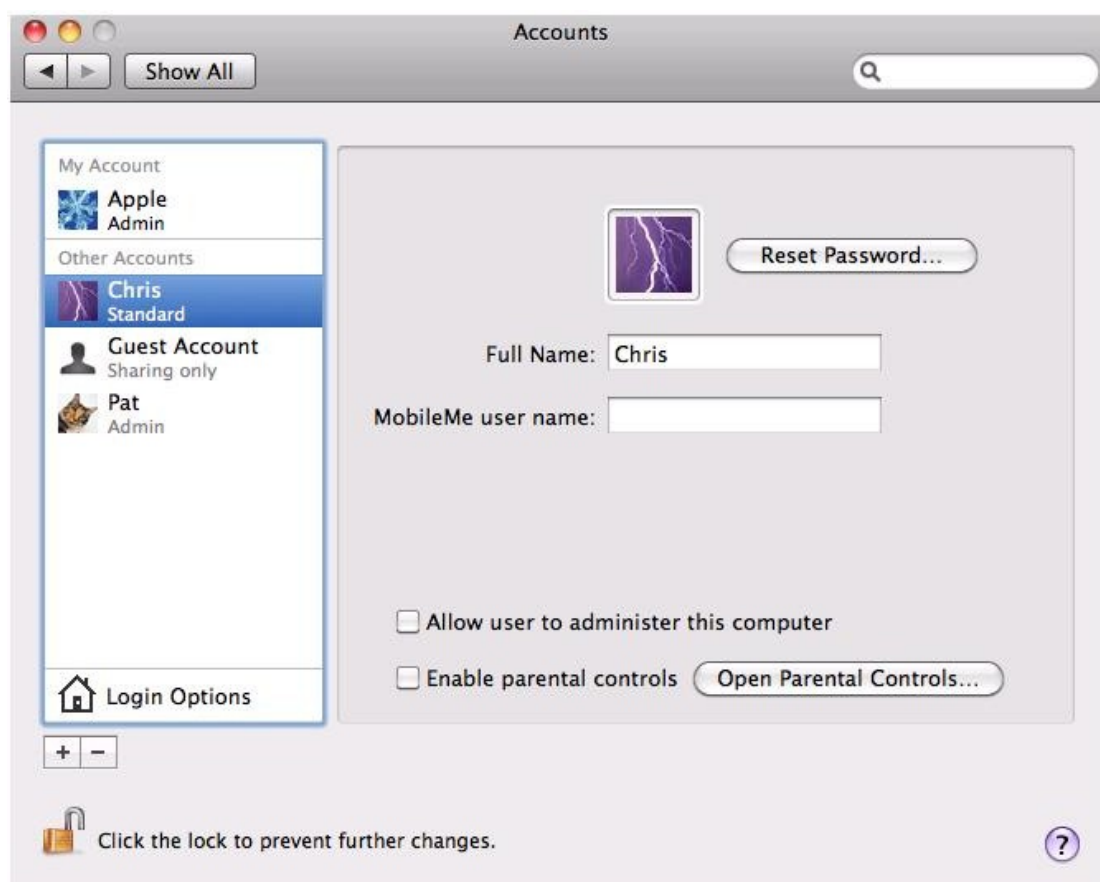 Accounts
Show All
My Account
Apple
Admin
Other Accounts
Chris
Standard
Guest Account
Sharing only
Pat
Admin
Login Options
+ −
Reset Password...
Full Name: Chris
MobileMe user name:
Allow user to administer this computer
Enable parental controls Open Parental Controls...
Click the lock to prevent further changes.
?